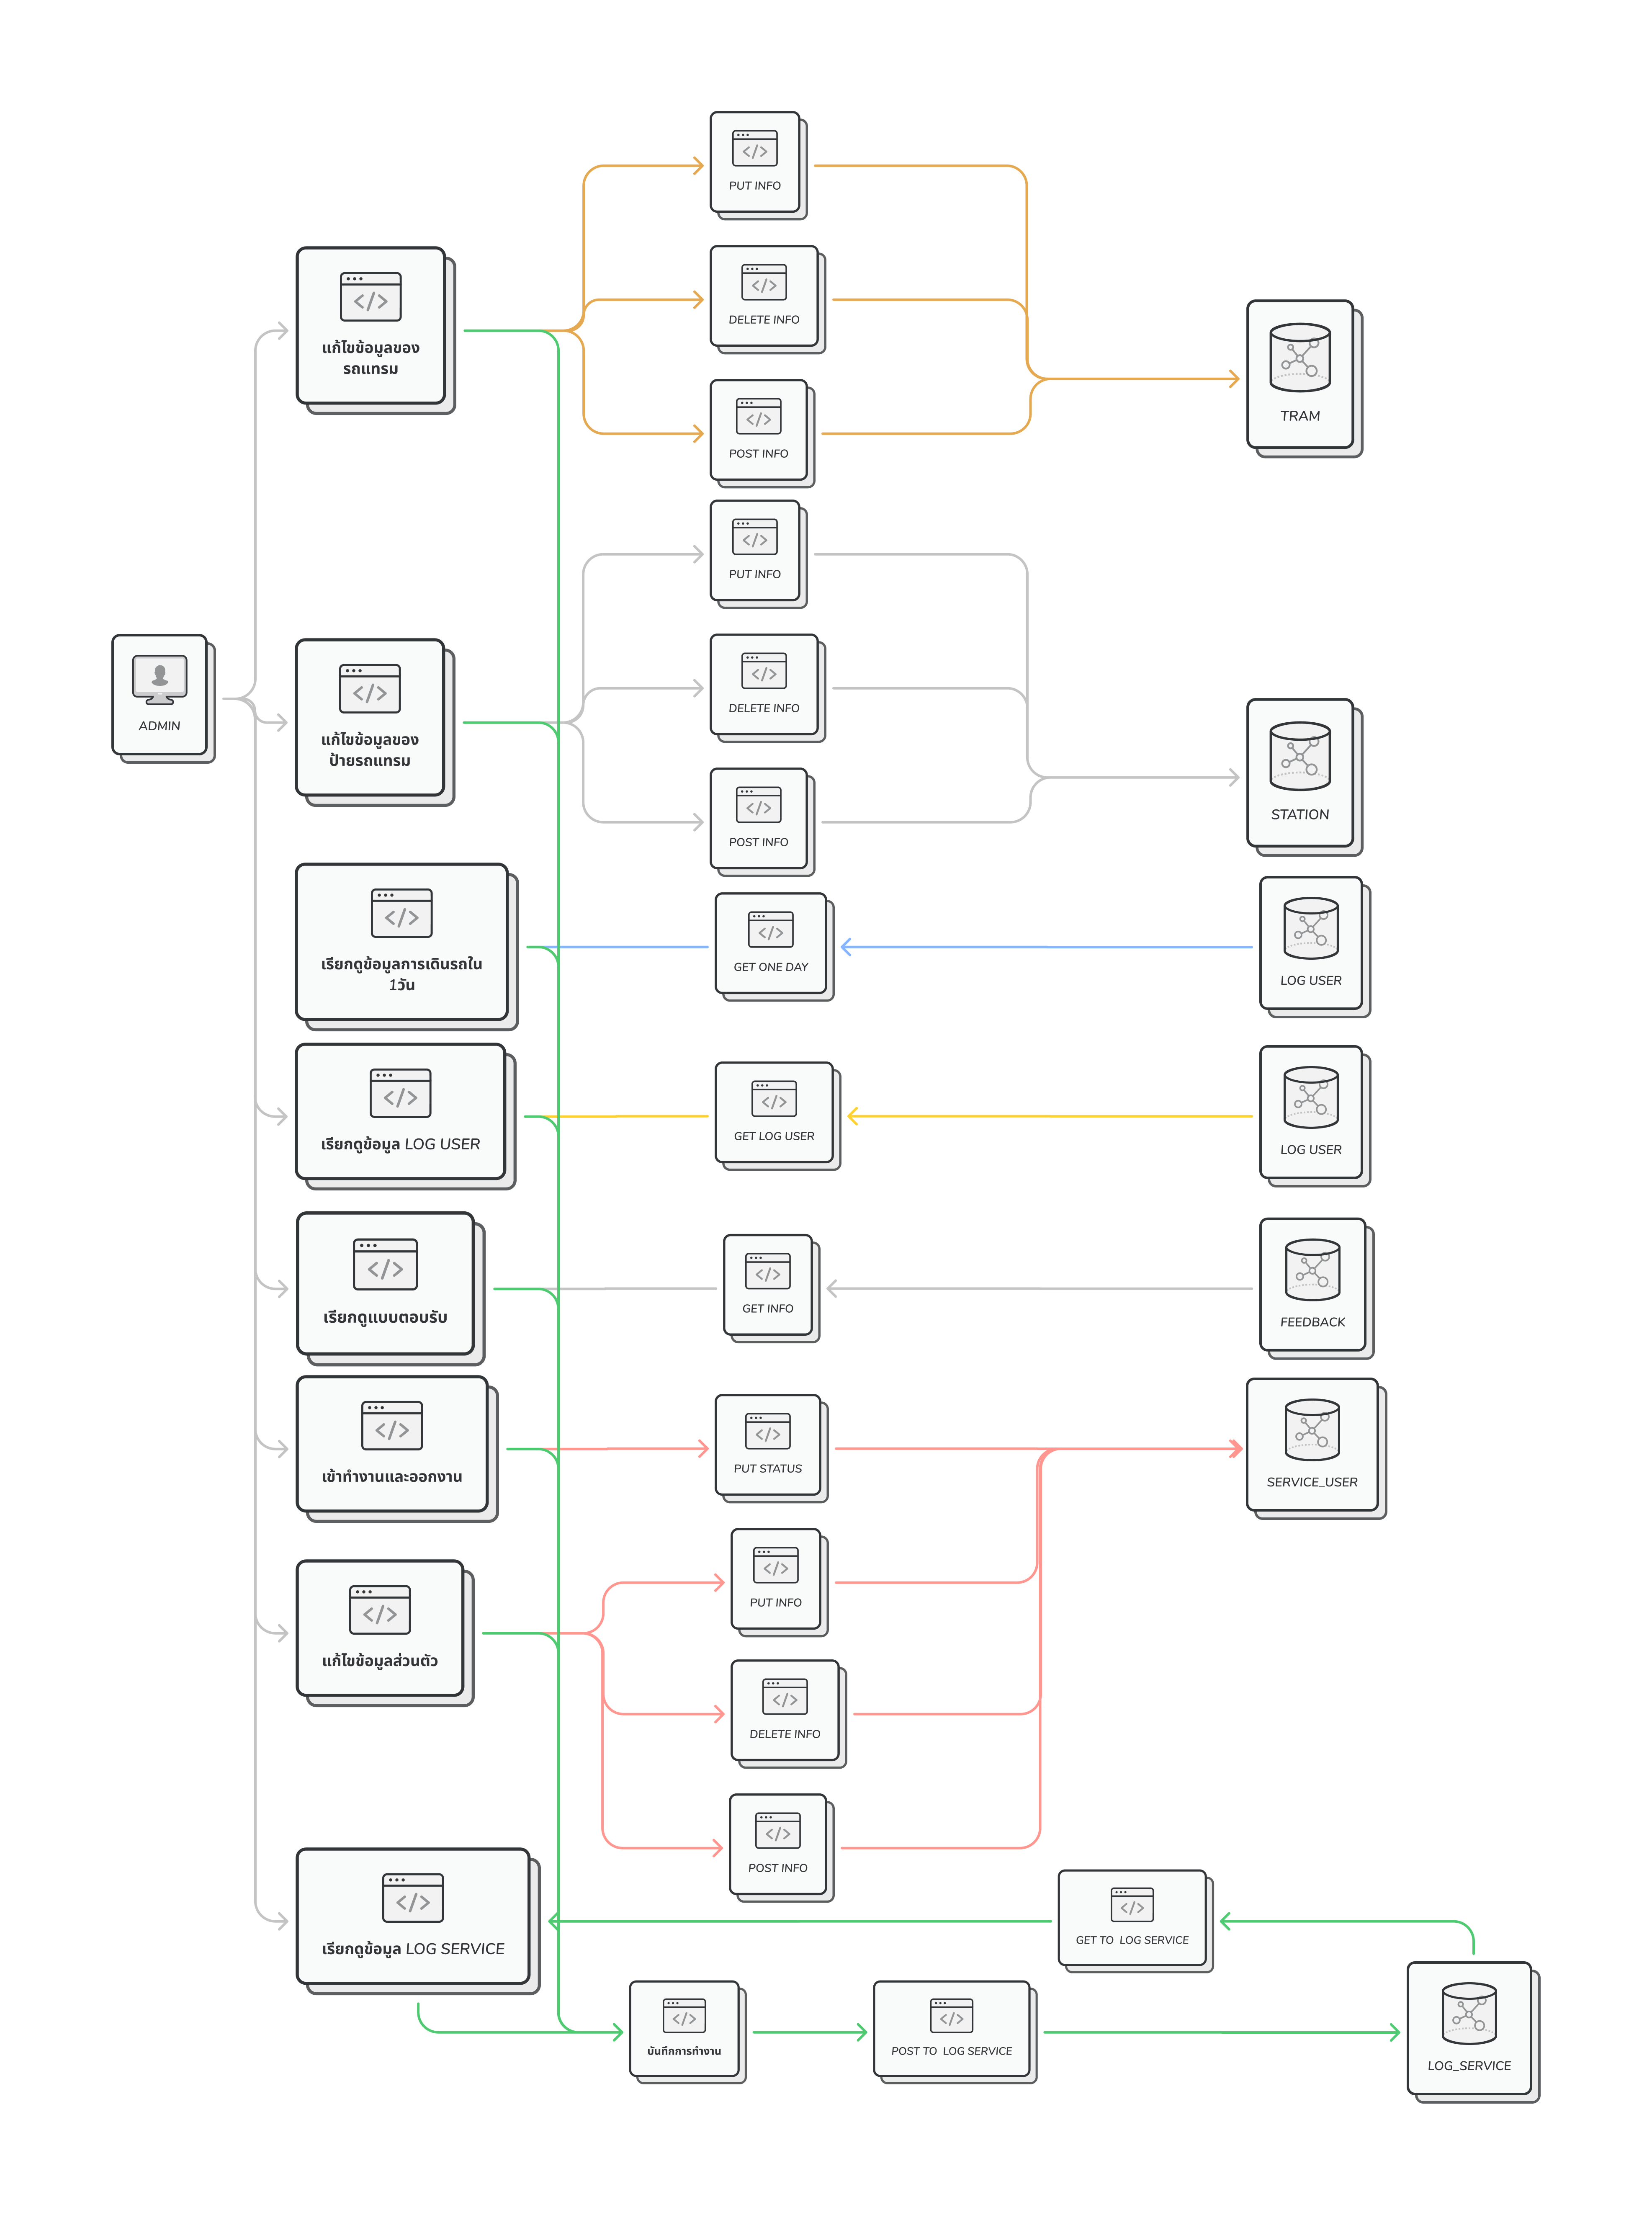 PUT INFO
แก้ไขข้อมูลของ
รถแทรม
DELETE INFO
POST INFO
TRAM
ADMIN
แก้ไขข้อมูลของ
ป้ายรถแทรม
PUT INFO
DELETE INFO
POST INFO
STATION
เรียกดูข้อมูลการเดินรถใน
1วัน
GET ONE DAY
LOG USER
เรียกดูข้อมูล LOG USER
GET LOG USER
LOG USER
เรียกดูแบบตอบรับ
GET INFO
FEEDBACK
เข้าทำงานและออกงาน
PUT STATUS
SERVICE_USER
แก้ไขข้อมูลส่วนตัว
PUT INFO
DELETE INFO
POST INFO
เรียกดูข้อมูล LOG SERVICE
GET TO LOG SERVICE
บันทึกการทำงาน
POST TO LOG SERVICE
LOG_SERVICE